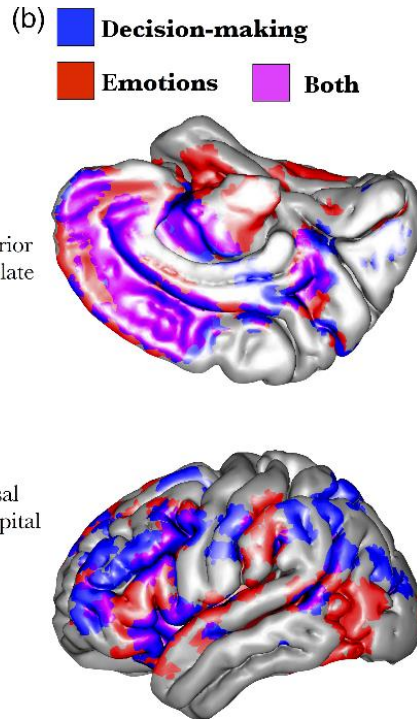 (b) Decision-making
Emotions Both
rior
late
sal
pital